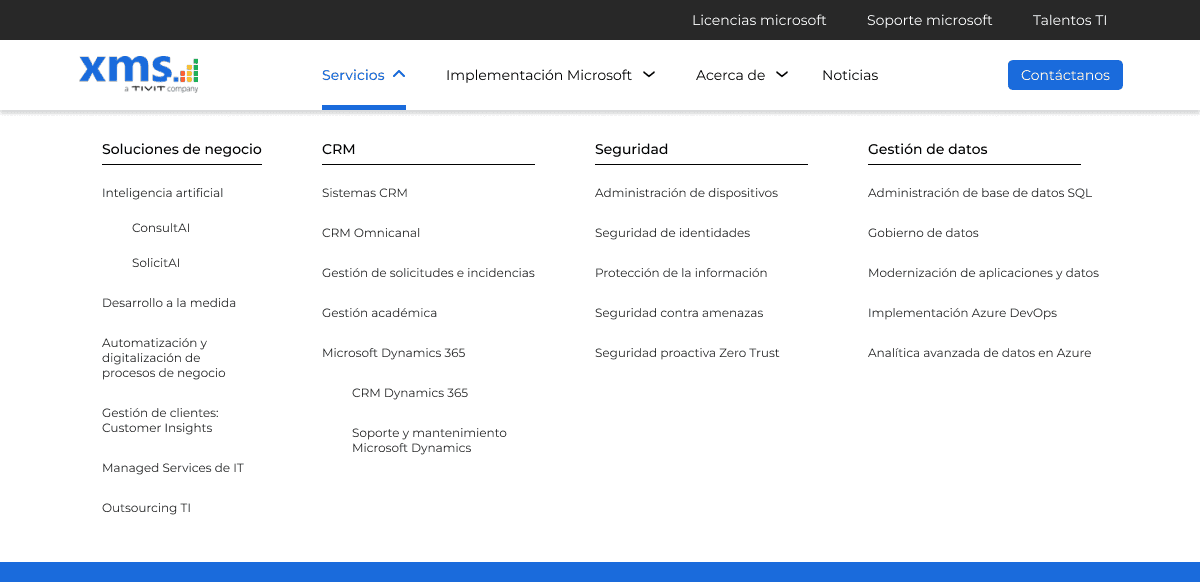 Licencias microsoft
Soporte microsoft
Talentos TI
xms.
a TIVIT company
Servicios
Implementación Microsoft
Acerca de
Noticias
Contáctanos
Soluciones de negocio
Inteligencia artificial
ConsultAI
SolicitAI
Desarrollo a la medida
Automatización y
digitalización de
procesos de negocio
Gestión de clientes:
Customer Insights
Managed Services de IT
Outsourcing TI
CRM
Sistemas CRM
CRM Omnicanal
Gestión de solicitudes e incidencias
Gestión académica
Microsoft Dynamics 365
CRM Dynamics 365
Soporte y mantenimiento
Microsoft Dynamics
Seguridad
Administración de dispositivos
Seguridad de identidades
Protección de la información
Seguridad contra amenazas
Seguridad proactiva Zero Trust
Gestión de datos
Administración de base de datos SQL
Gobierno de datos
Modernización de aplicaciones y datos
Implementación Azure DevOps
Analítica avanzada de datos en Azure